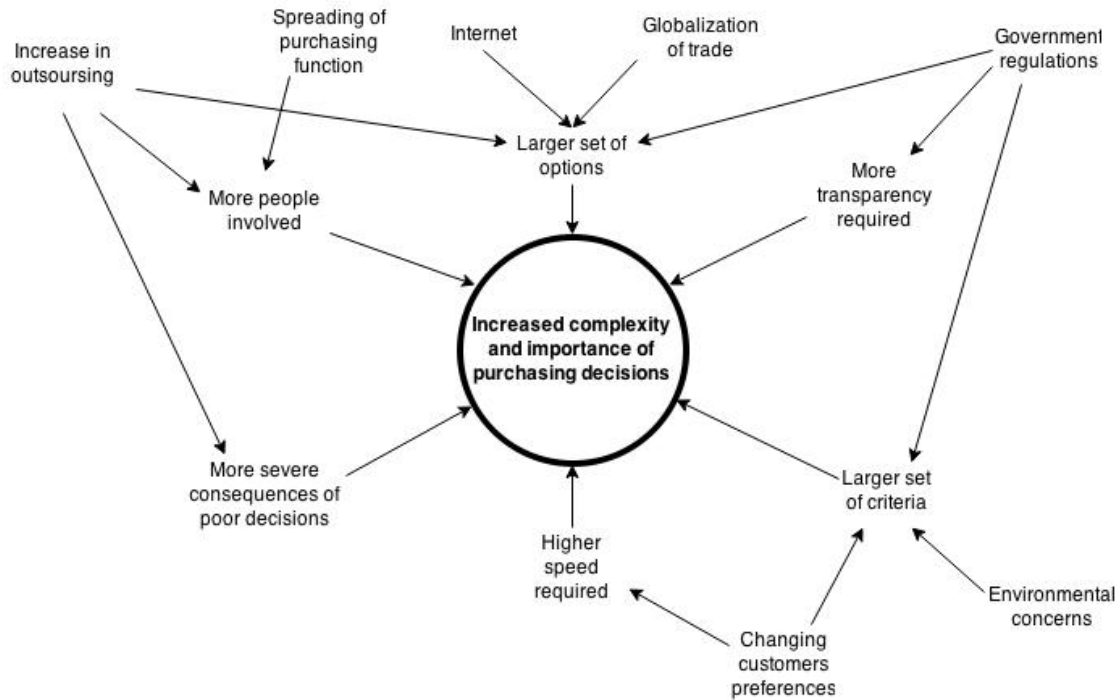 Increase in
outsoursing
Spreading of
purchasing
function
Internet
Globalization
of trade
Government
regulations
Larger set of
options
More people
involved
More
transparency
required
Increased complexity
and importance of
purchasing decisions
More severe
consequences of
poor decisions
Larger set
of criteria
Higher
speed
required
Environmental
concerns
Changing
customers
preferences